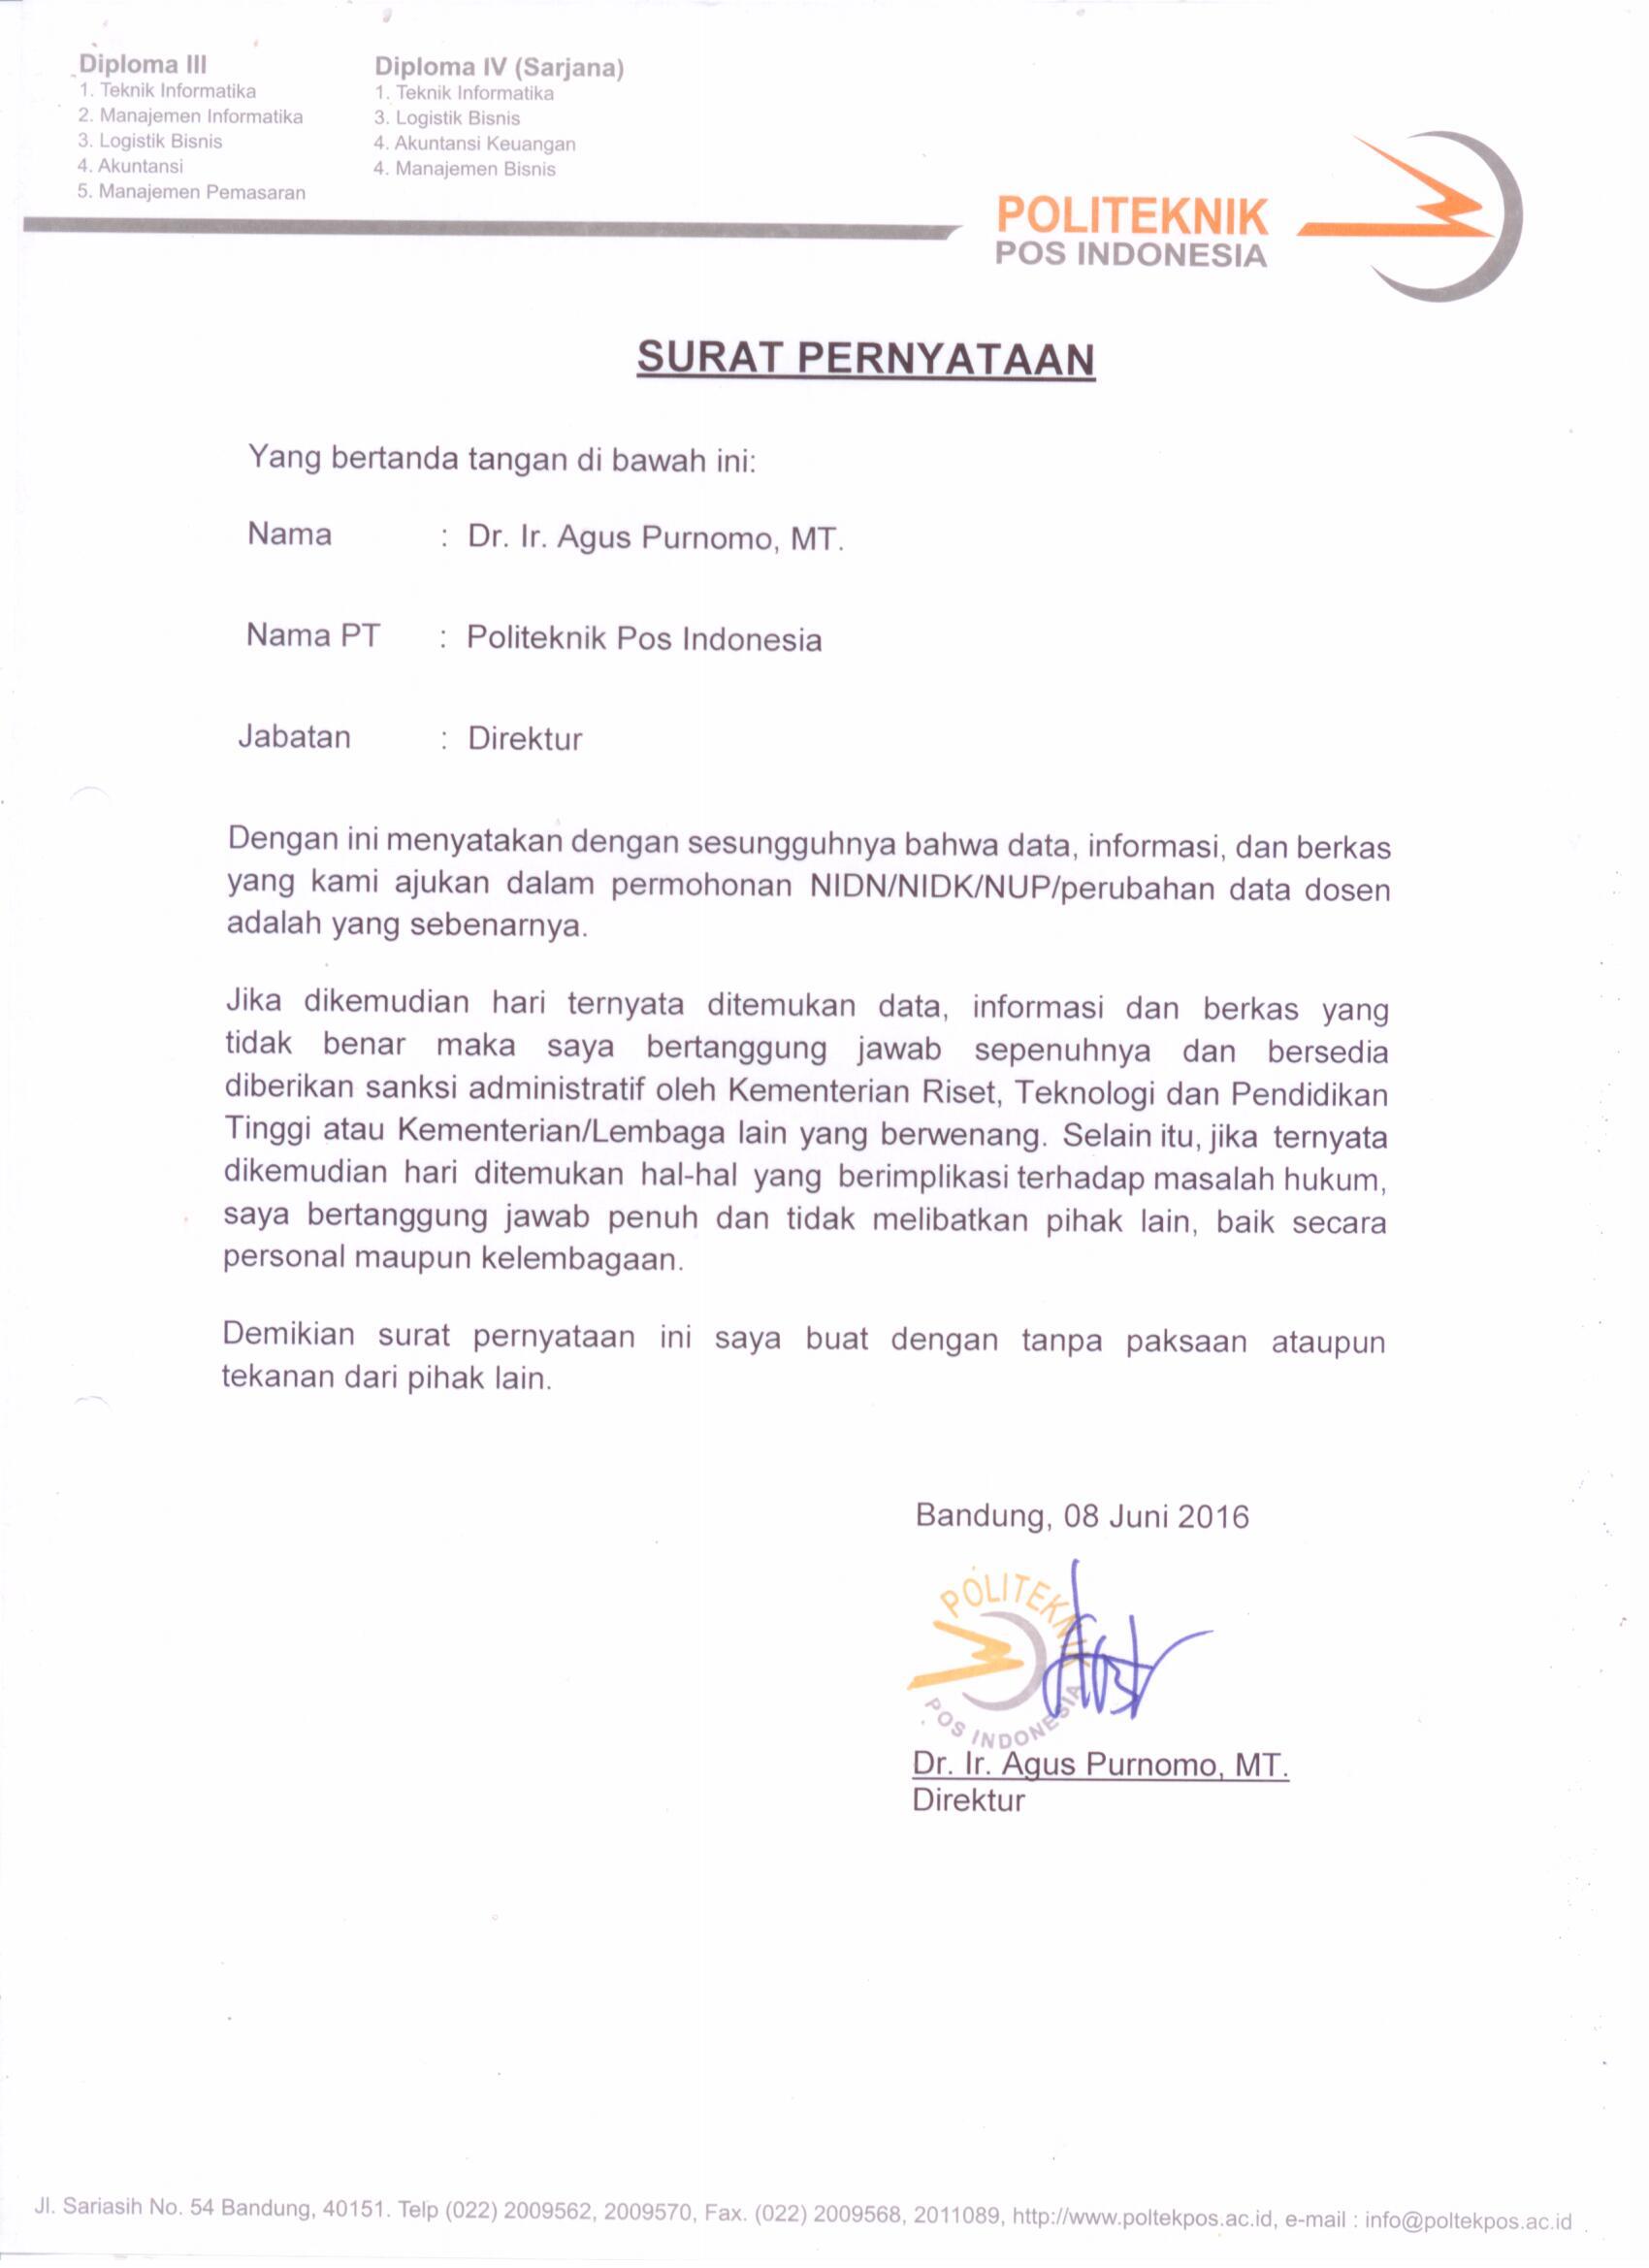 Diploma III
1. Teknik Informatika
2. Manajemen Informatika
3. Logistik Bisnis
4. Akuntansi
5. Manajemen Pemasaran
Diploma IV (Sarjana)
1. Teknik Informatika
3. Logistik Bisnis
4. Akuntansi Keuangan
4. Manajemen Bisnis
POLITEKNIK
POS INDONESIA
SURAT PERNYATAAN
Yang bertanda tangan di bawah ini:
Nama : Dr. Ir. Agus Purnomo, MT.
Nama PT : Politeknik Pos Indonesia
Jabatan : Direktur
Dengan ini menyatakan dengan sesungguhnya bahwa data, informasi, dan berkas
yang kami ajukan dalam permohonan NIDN/NIDK/NUP/perubahan data dosen
adalah yang sebenarnya.
Jika dikemudian hari ternyata ditemukan data, informasi dan berkas yang
tidak benar maka saya bertanggung jawab sepenuhnya dan bersedia
diberikan sanksi administratif oleh Kementerian Riset, Teknologi dan Pendidikan
Tinggi atau Kementerian/Lembaga lain yang berwenang. Selain itu, jika ternyata
dikemudian hari ditemukan hal-hal yang berimplikasi terhadap masalah hukum,
saya bertanggung jawab penuh dan tidak melibatkan pihak lain, baik secara
personal maupun kelembagaan.
Demikian surat pernyataan ini saya buat dengan tanpa paksaan ataupun
tekanan dari pihak lain.
Bandung, 08 Juni 2016
POLITEKNIK
POS INDONESIA
Dr. Ir. Agus Purnomo, MT.
Direktur
Jl. Sariasih No. 54 Bandung, 40151. Telp (022) 2009562, 2009570, Fax. (022) 2009568, 2011089, http://www.poltekpos.ac.id, e-mail : info@poltekpos.ac.id